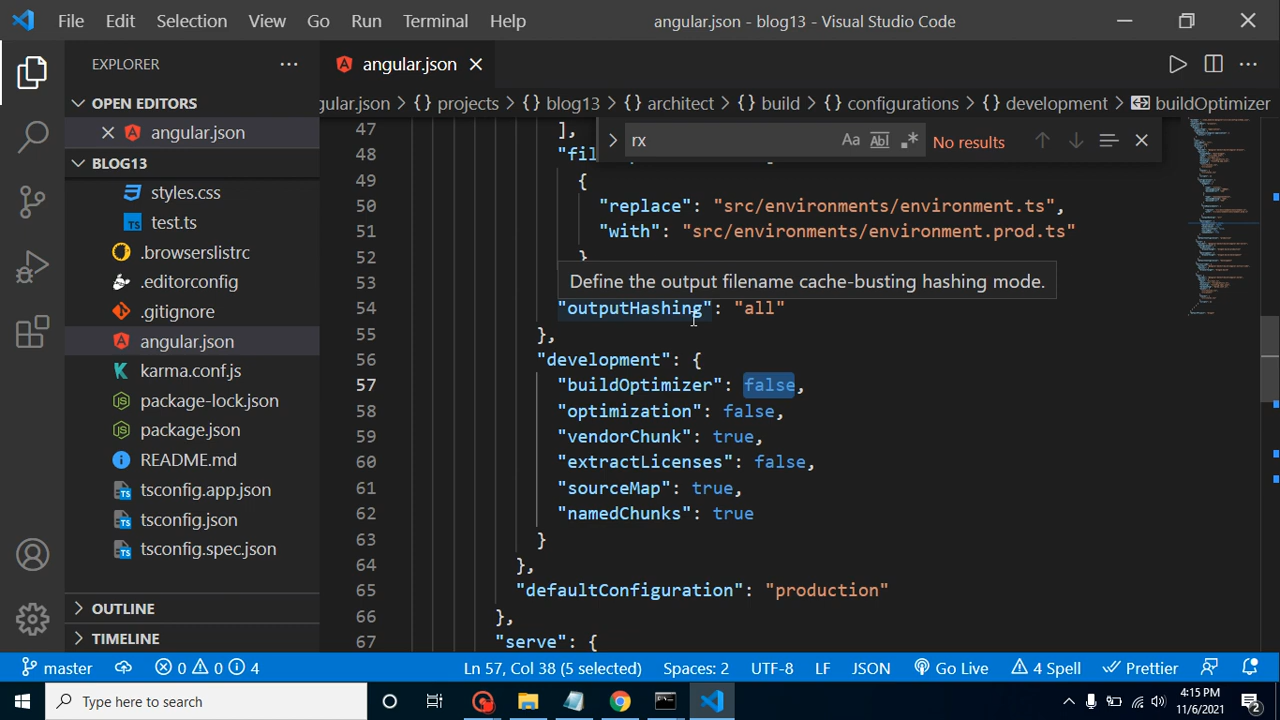 File Edit Selection View Go Run Terminal Help
angular.json - blog13 - Visual Studio Code
EXPLORER
OPEN EDITORS
angular.json
BLOG13
styles.css
test.ts
.browserslistrc
.editorconfig
.gitignore
angular.json
karma.conf.js
package-lock.json
package.json
README.md
tsconfig.app.json
tsconfig.json
tsconfig.spec.json
OUTLINE
TIMELINE
angular.json
gular.json > {} projects > {} blog13 > {} architect > {} build > {} configurations > {} development > buildOptimizer
rx
Aa Ab .* No results
47 ],
48 "fil
49 {
50 "replace": "src/environments/environment.ts",
51 "with": "src/environments/environment.prod.ts"
52 }
Define the output filename cache-busting hashing mode.
53
54 "outputHashing": "all"
55 },
56 "development": {
57 "buildOptimizer": false,
58 "optimization": false,
59 "vendorChunk": true,
60 "extractLicenses": false,
61 "sourceMap": true,
62 "namedChunks": true
63 }
64 },
65 "defaultConfiguration": "production"
66 },
67 "serve": {
master 0 0 4 Ln 57, Col 38 (5 selected) Spaces: 2 UTF-8 LF JSON Go Live 4 Spell Prettier
Type here to search
4:15 PM
11/6/2021
2